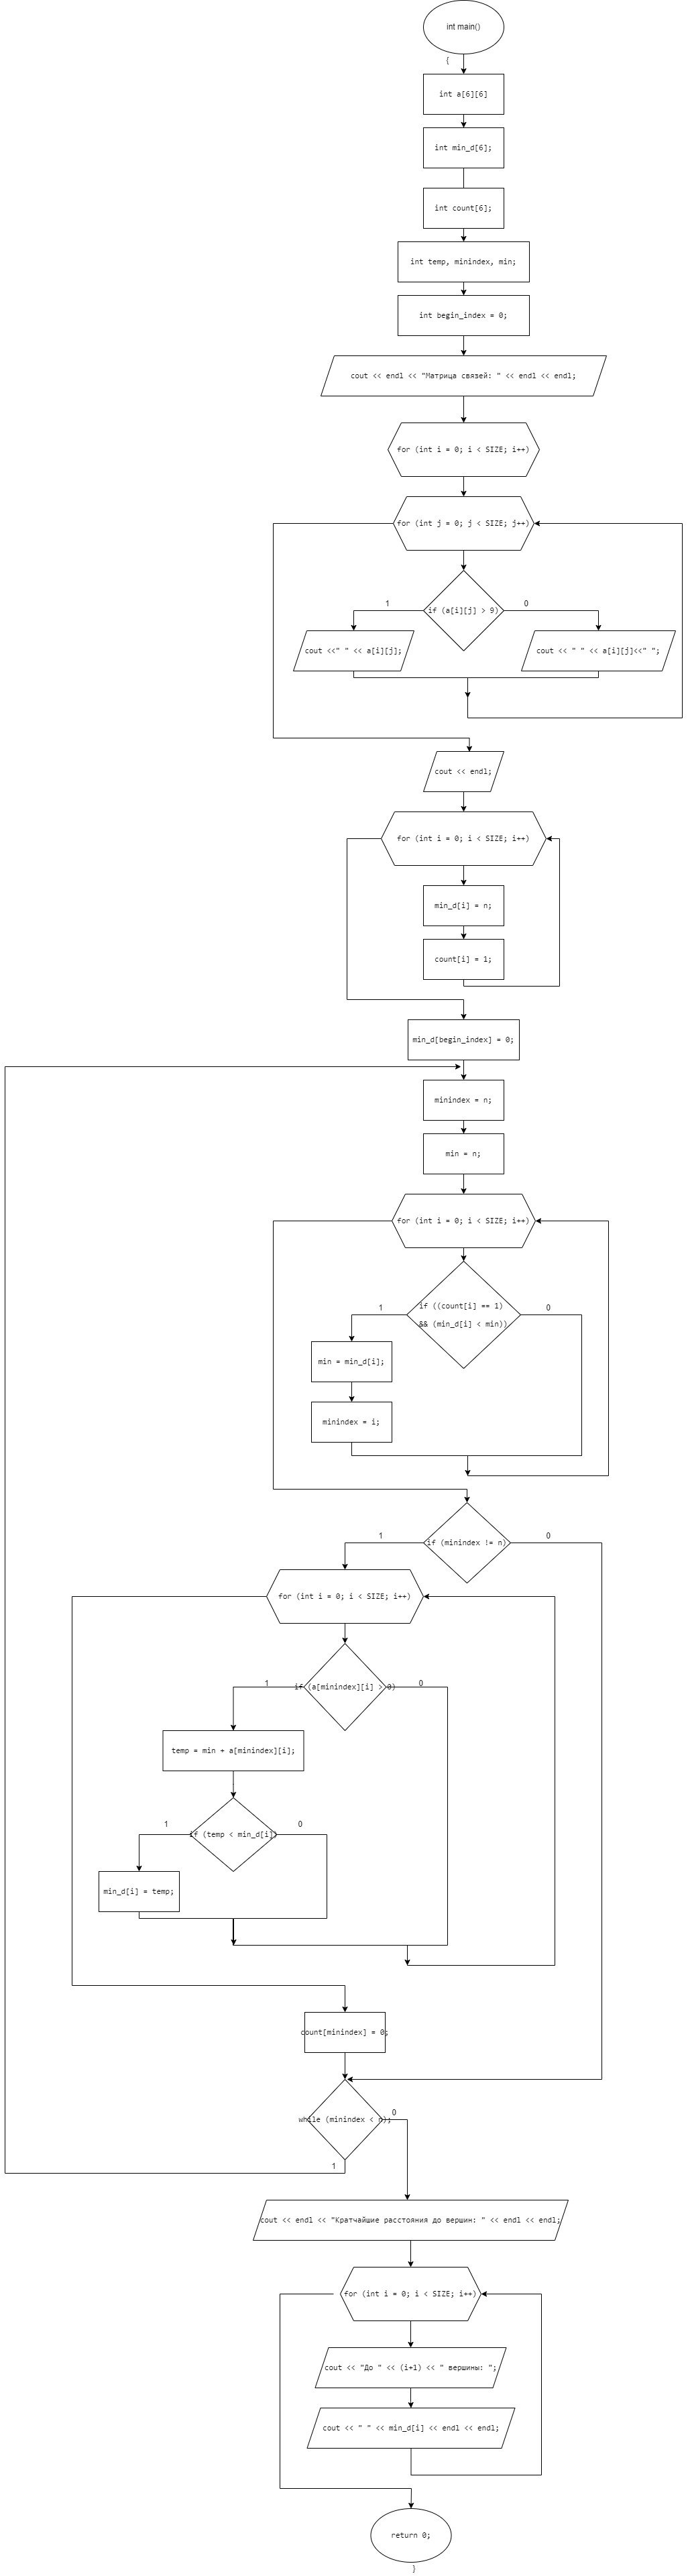 int main()
{
int a[6][6]
int min_d[6];
int count[6];
int temp, minindex, min;
int begin_index = 0;
cout << endl << "Матрица связей: " << endl << endl;
for (int i = 0; i < SIZE; i++)
for (int j = 0; j < SIZE; j++)
if (a[i][j] > 9)
1
0
cout <<" " << a[i][j];
cout << " " << a[i][j]<<" ";
cout << endl;
for (int i = 0; i < SIZE; i++)
min_d[i] = n;
count[i] = 1;
min_d[begin_index] = 0;
minindex = n;
min = n;
for (int i = 0; i < SIZE; i++)
if ((count[i] == 1)
&& (min_d[i] < min))
1
0
min = min_d[i];
minindex = i;
if (minindex != n)
1
0
for (int i = 0; i < SIZE; i++)
if (a[minindex][i] > 0)
1
0
temp = min + a[minindex][i];
if (temp < min_d[i])
1
0
min_d[i] = temp;
count[minindex] = 0;
while (minindex < n);
0
1
cout << endl << "Кратчайшие расстояния до вершин: " << endl << endl;
for (int i = 0; i < SIZE; i++)
cout << "До " << (i+1) << " вершины: ";
cout << " " << min_d[i] << endl << endl;
return 0;
}